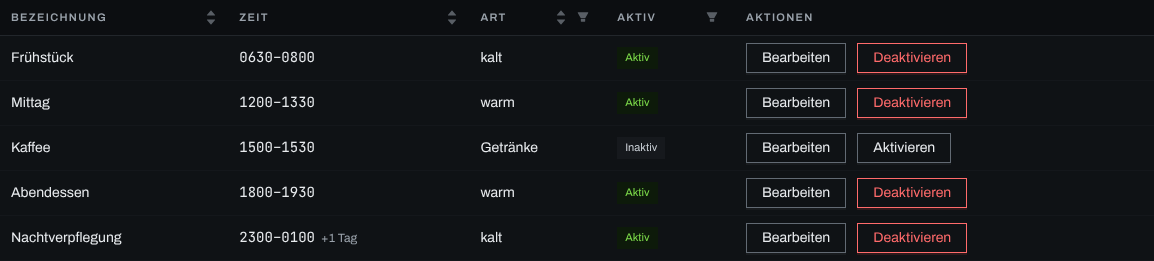 BEZEICHNUNG ZEIT ART AKTIV AKTIONEN
Frühstück 0630–0800 kalt Aktiv Bearbeiten Deaktivieren
Mittag 1200–1330 warm Aktiv Bearbeiten Deaktivieren
Kaffee 1500–1530 Getränke Inaktiv Bearbeiten Aktivieren
Abendessen 1800–1930 warm Aktiv Bearbeiten Deaktivieren
Nachtverpflegung 2300–0100 +1 Tag kalt Aktiv Bearbeiten Deaktivieren